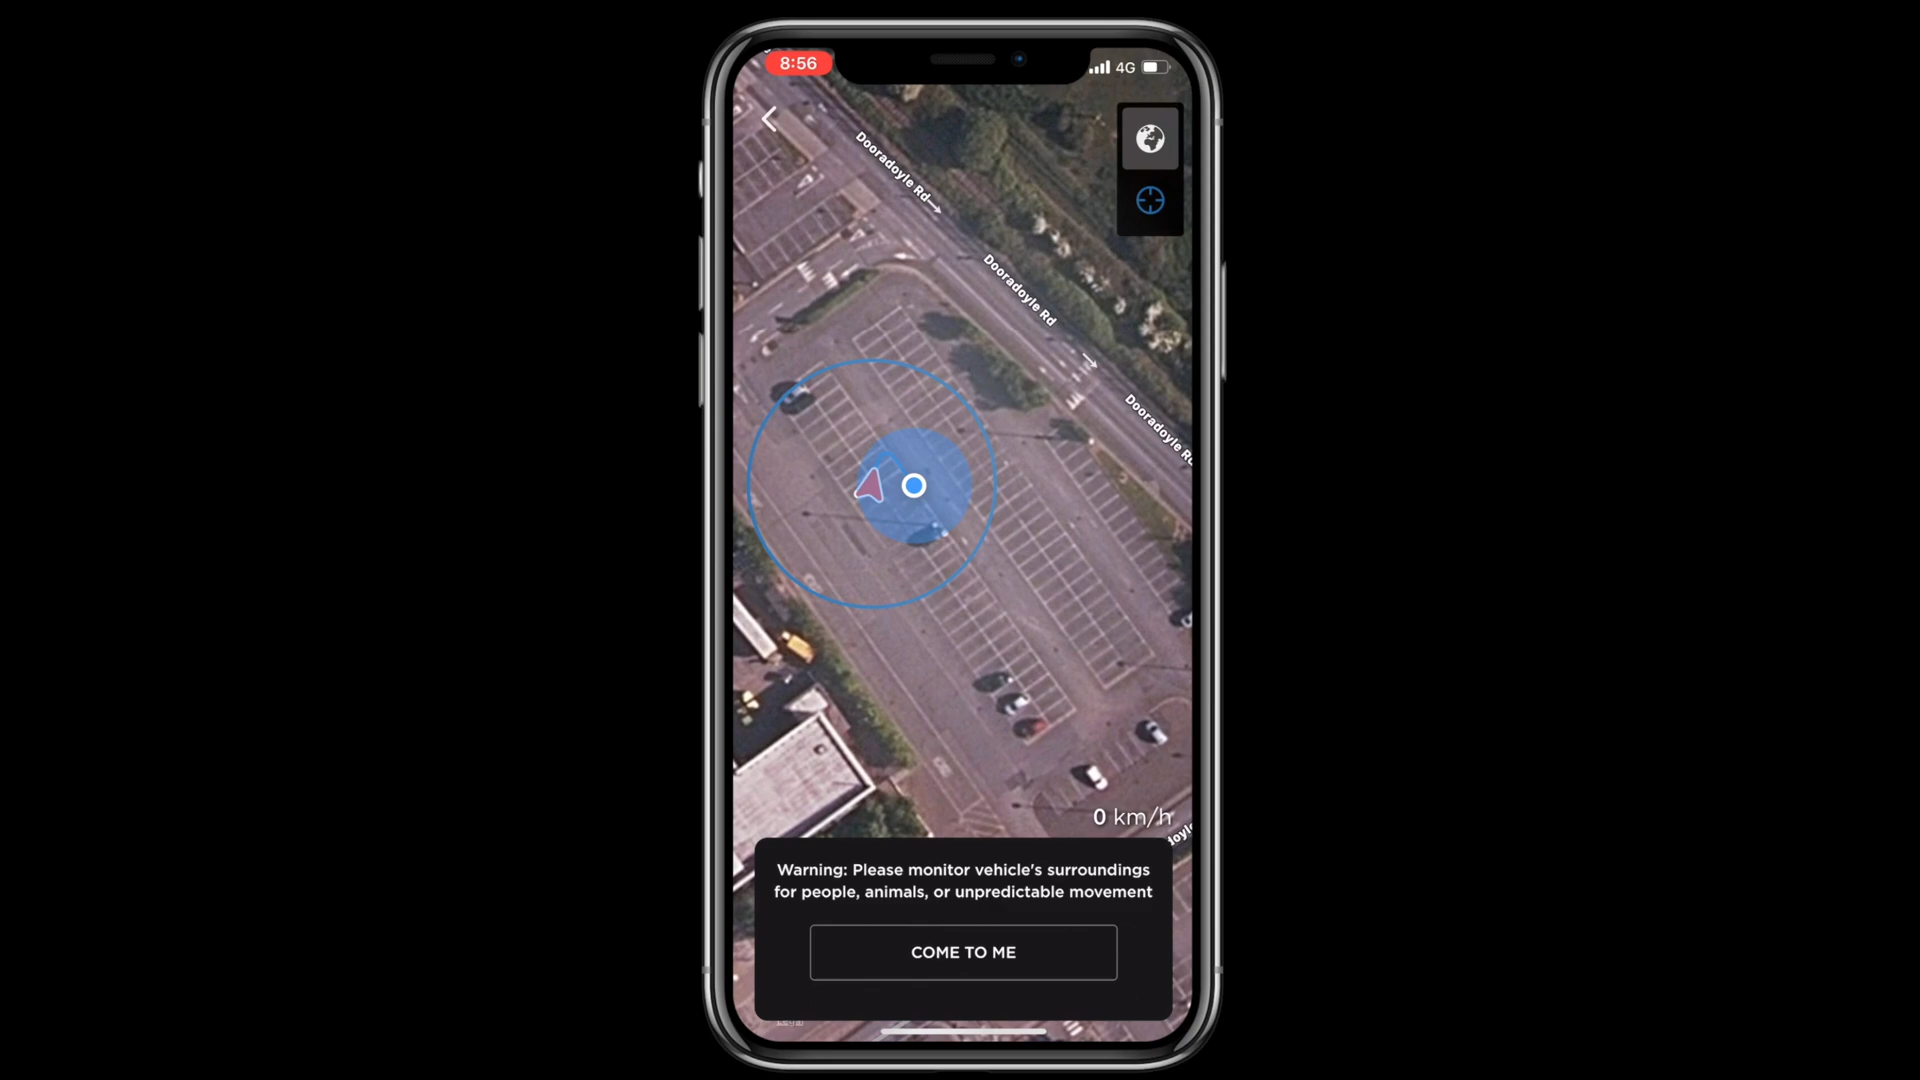 8:56
4G
Dooradoyle Rd
Dooradoyle Rd
Dooradoyle Rd
0 km/h
Warning: Please monitor vehicle's surroundings
for people, animals, or unpredictable movement
COME TO ME
Legal